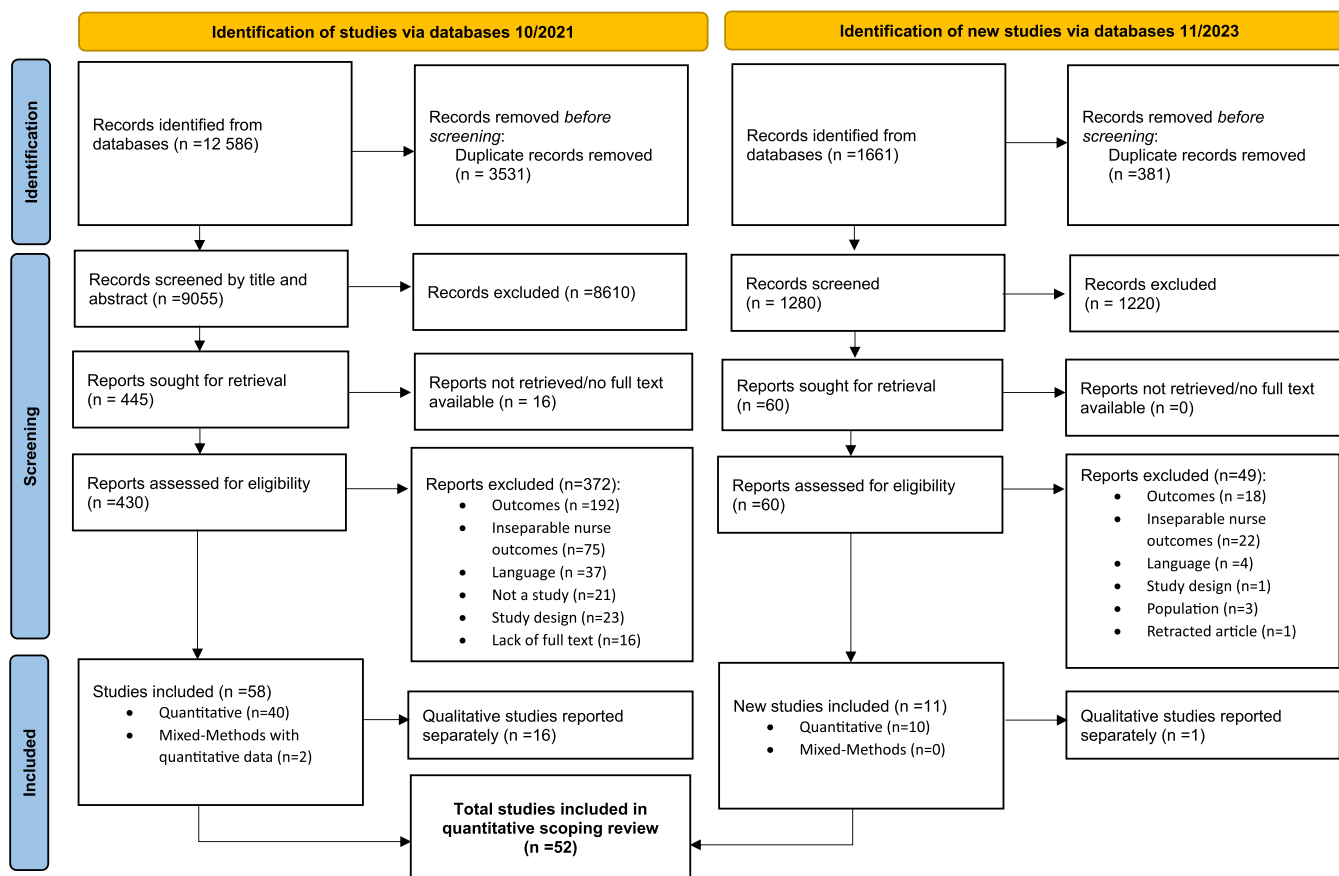 Identification of studies via databases 10/2021
Identification of new studies via databases 11/2023
Identification
Records identified from
databases (n =12 586)
Records removed before
screening:
Duplicate records removed
(n = 3531)
Records identified from
databases (n =1661)
Records removed before
screening:
Duplicate records removed
(n =381)
Screening
Records screened by title and
abstract (n =9055)
Records excluded (n =8610)
Records screened
(n = 1280)
Records excluded
(n = 1220)
Reports sought for retrieval
(n = 445)
Reports not retrieved/no full text
available (n = 16)
Reports sought for retrieval
(n =60)
Reports not retrieved/no full text
available (n =0)
Reports assessed for eligibility
(n =430)
Reports excluded (n=372):
• Outcomes (n =192)
• Inseparable nurse
outcomes (n=75)
• Language (n =37)
• Not a study (n=21)
• Study design (n=23)
• Lack of full text (n=16)
Reports assessed for eligibility
(n =60)
Reports excluded (n=49):
• Outcomes (n =18)
• Inseparable nurse
outcomes (n=22)
• Language (n =4)
• Study design (n=1)
• Population (n=3)
• Retracted article (n=1)
Included
Studies included (n =58)
• Quantitative (n=40)
• Mixed-Methods with
quantitative data (n=2)
Qualitative studies reported
separately (n =16)
New studies included (n =11)
• Quantitative (n=10)
• Mixed-Methods (n=0)
Qualitative studies reported
separately (n =1)
Total studies included in
quantitative scoping review
(n =52)